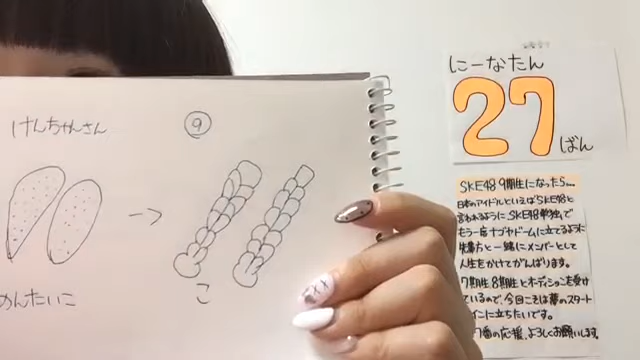 けんちゃんさん
⑨
めんたいこ
こ
にーなたん
27
ばん
SKE48 9期生になったら...
日本のアイドルといえばSKE48と
言われるように SKE48単独で
もう一度ナゴヤドームに立てるように
先輩方と一緒にメンバーとして
人生をかけてがんばります。
7期生 8期生とオーディションを受け
ているので、今回こそは夢のスタート
インに立ちたいです。
7番の応援、よろしくお願いします。